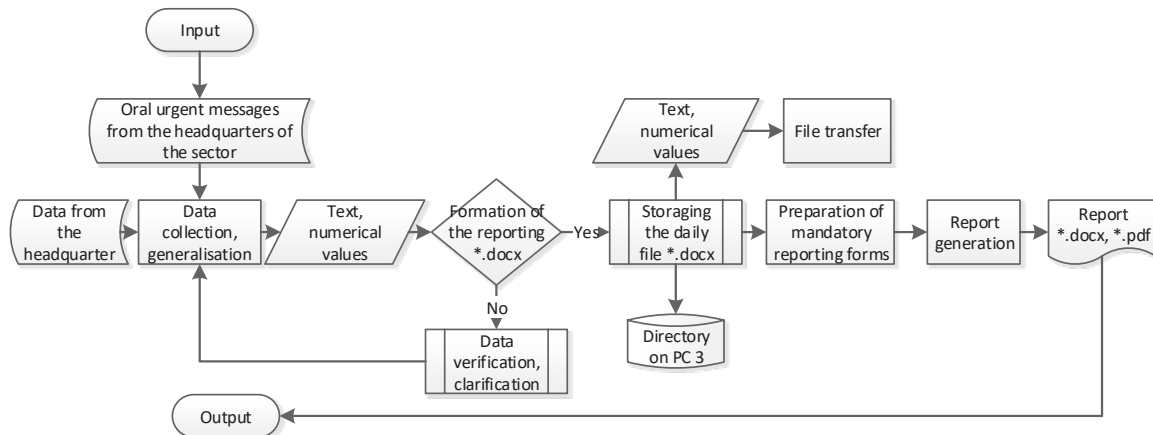 Input
Oral urgent messages
from the headquarters of
the sector
Data from
the
headquarter
Data
collection,
generalisation
Text,
numerical
values
Formation of
the reporting
*.docx
Yes
No
Data
verification,
clarification
Text,
numerical
values
File transfer
Storaging
the daily
file *.docx
Directory
on PC 3
Preparation of
mandatory
reporting forms
Report
generation
Report
*.docx, *.pdf
Output